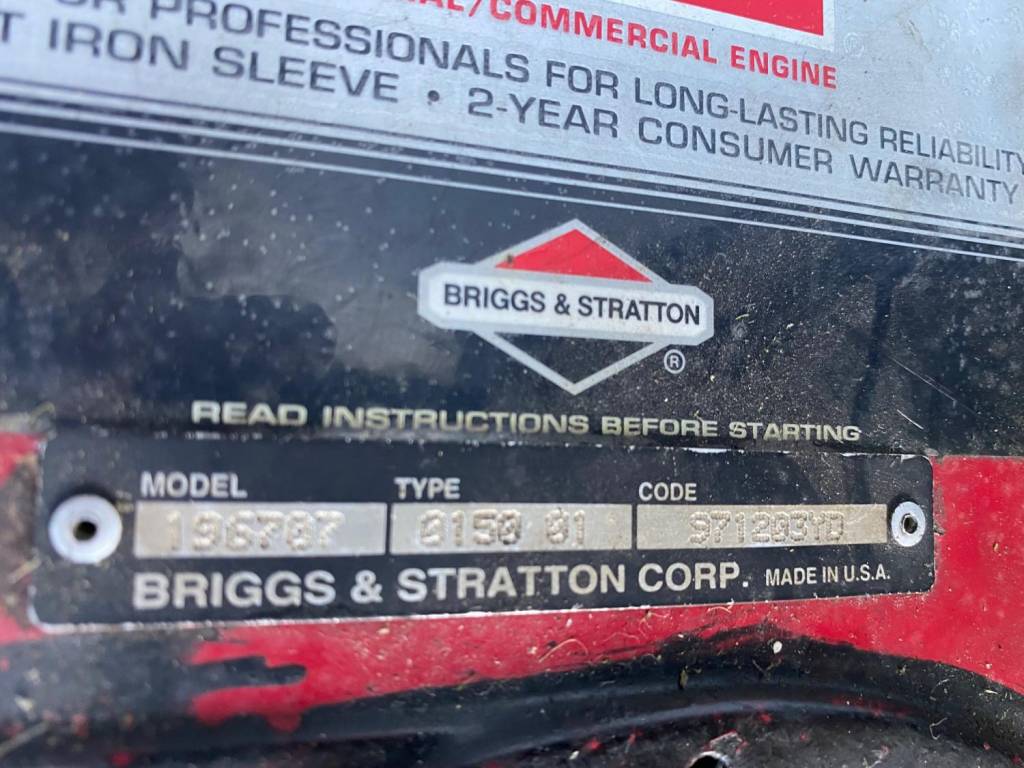 /COMMERCIAL ENGINE
PROFESSIONALS FOR LONG-LASTING RELIABILITY
IRON SLEEVE • 2-YEAR CONSUMER WARRANTY
BRIGGS & STRATTON
®
READ INSTRUCTIONS BEFORE STARTING
MODEL TYPE CODE
196707 0150 01 971203YD
BRIGGS & STRATTON CORP. MADE IN U.S.A.